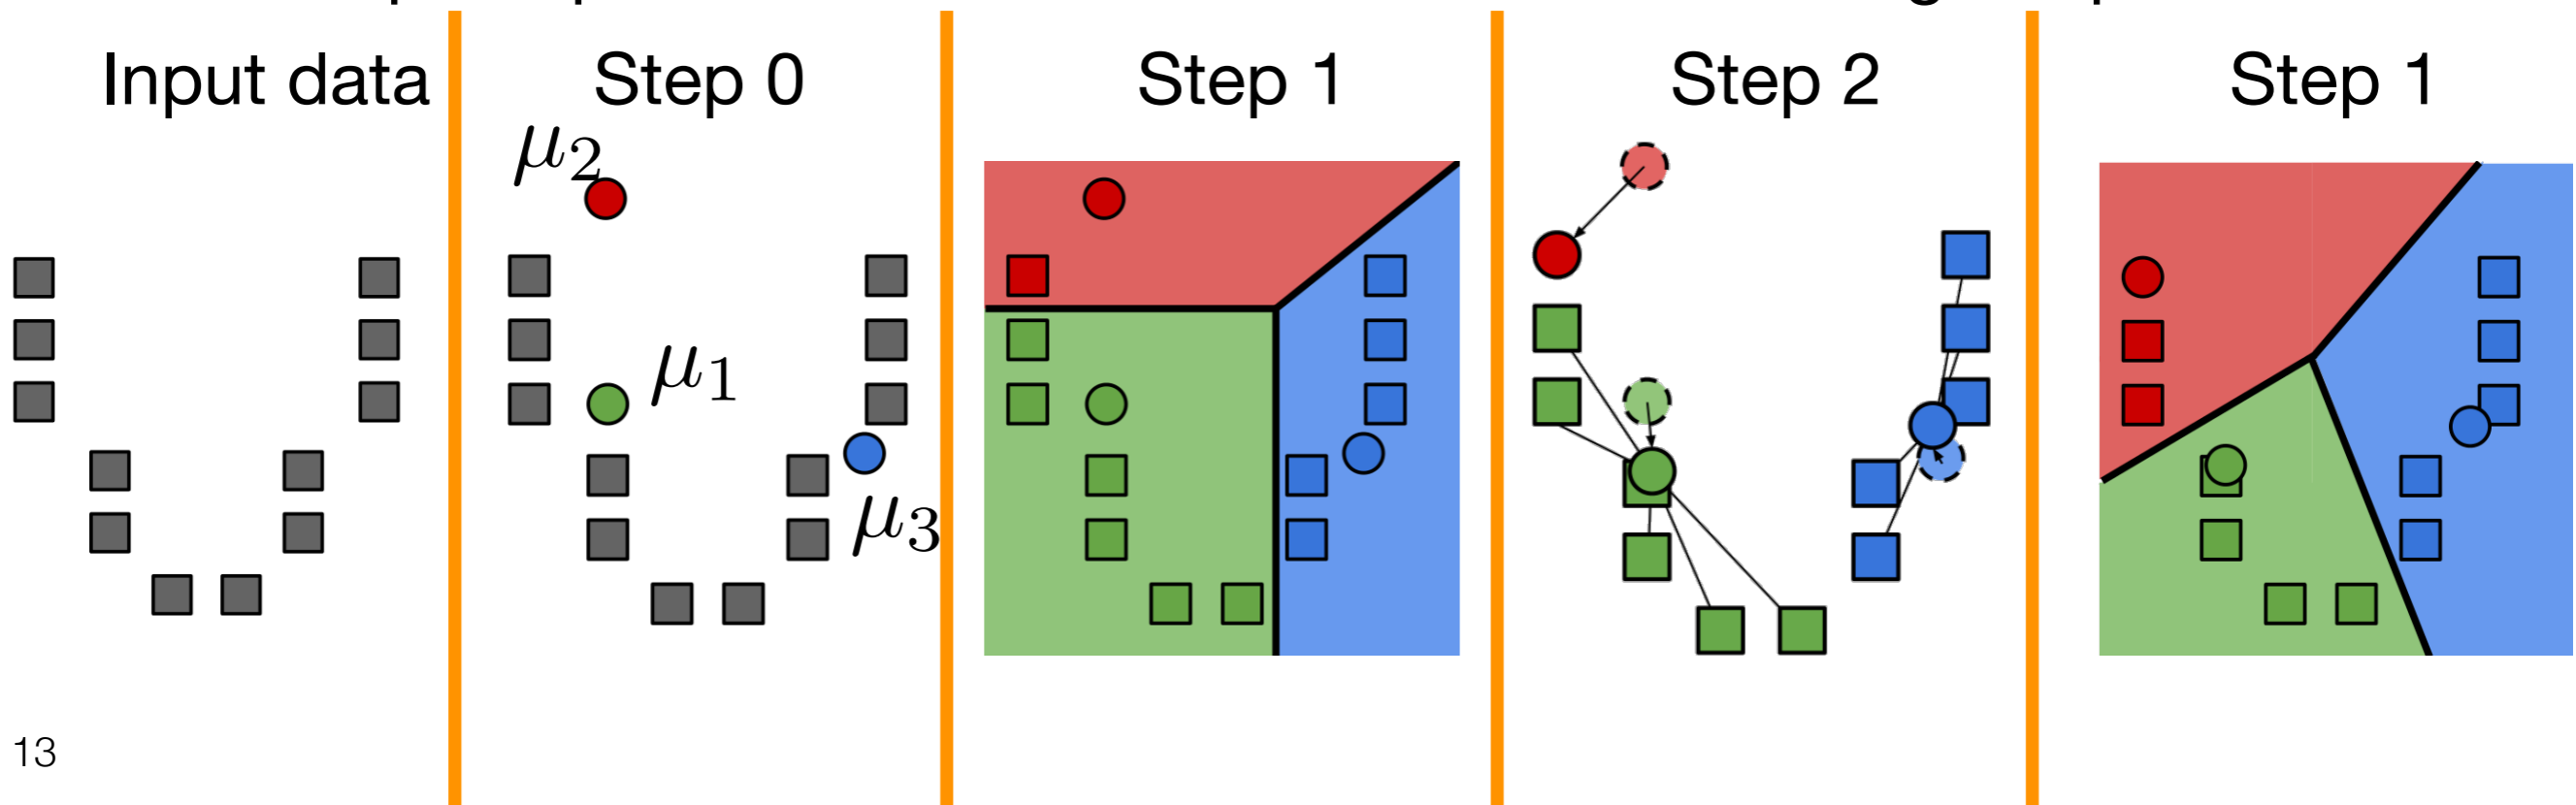 Input data
Step 0
Step 1
Step 2
Step 1
μ2
μ1
μ3
13